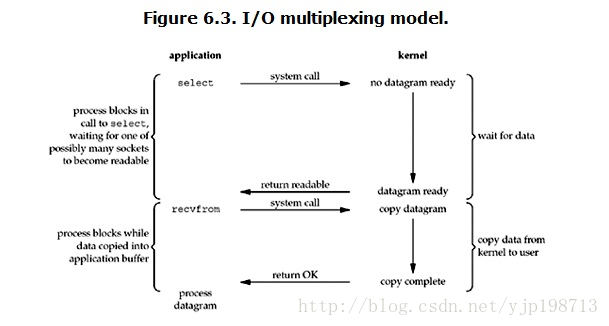 Figure 6.3. I/O multiplexing model.
application
kernel
select
system call
no datagram ready
process blocks in
call to select,
waiting for one of
possibly many sockets
to become readable
wait for data
return readable
datagram ready
recvfrom
system call
copy datagram
process blocks while
data copied into
application buffer
copy data from
kernel to user
return OK
copy complete
process
datagram
http://blog.csdn.net/yjp198713